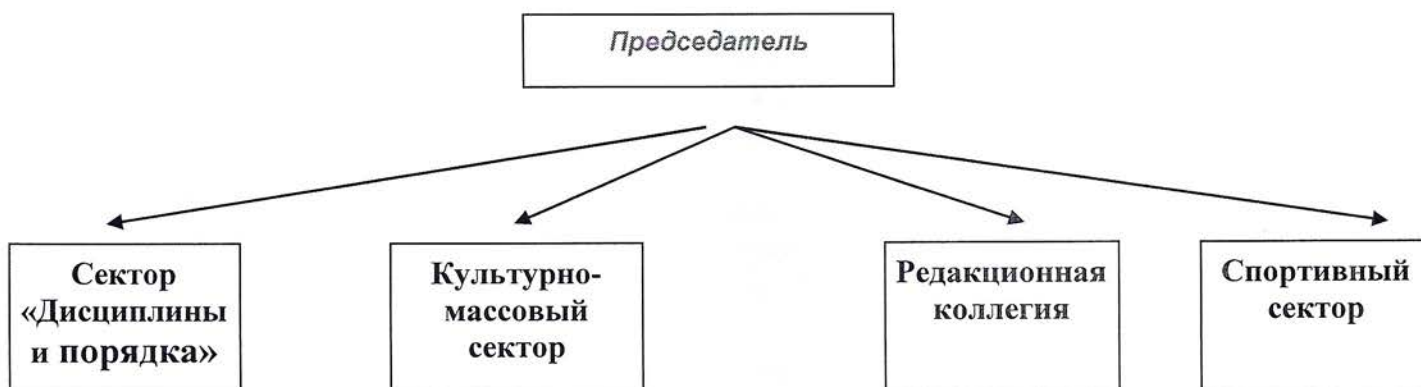 Председатель
Сектор
«Дисциплины
и порядка»
Культурно-
массовый
сектор
Редакционная
коллегия
Спортивный
сектор